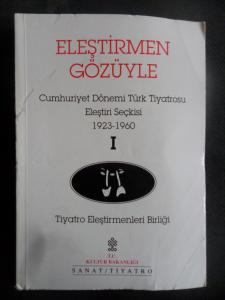 ELEŞTİRMEN
GÖZÜYLE
Cumhuriyet Dönemi Türk Tiyatrosu
Eleştiri Seçkisi
1923-1960
I
Tiyatro Eleştirmenleri Birliği
T.C.
KÜLTÜR BAKANLIĞI
SANAT/TİYATRO